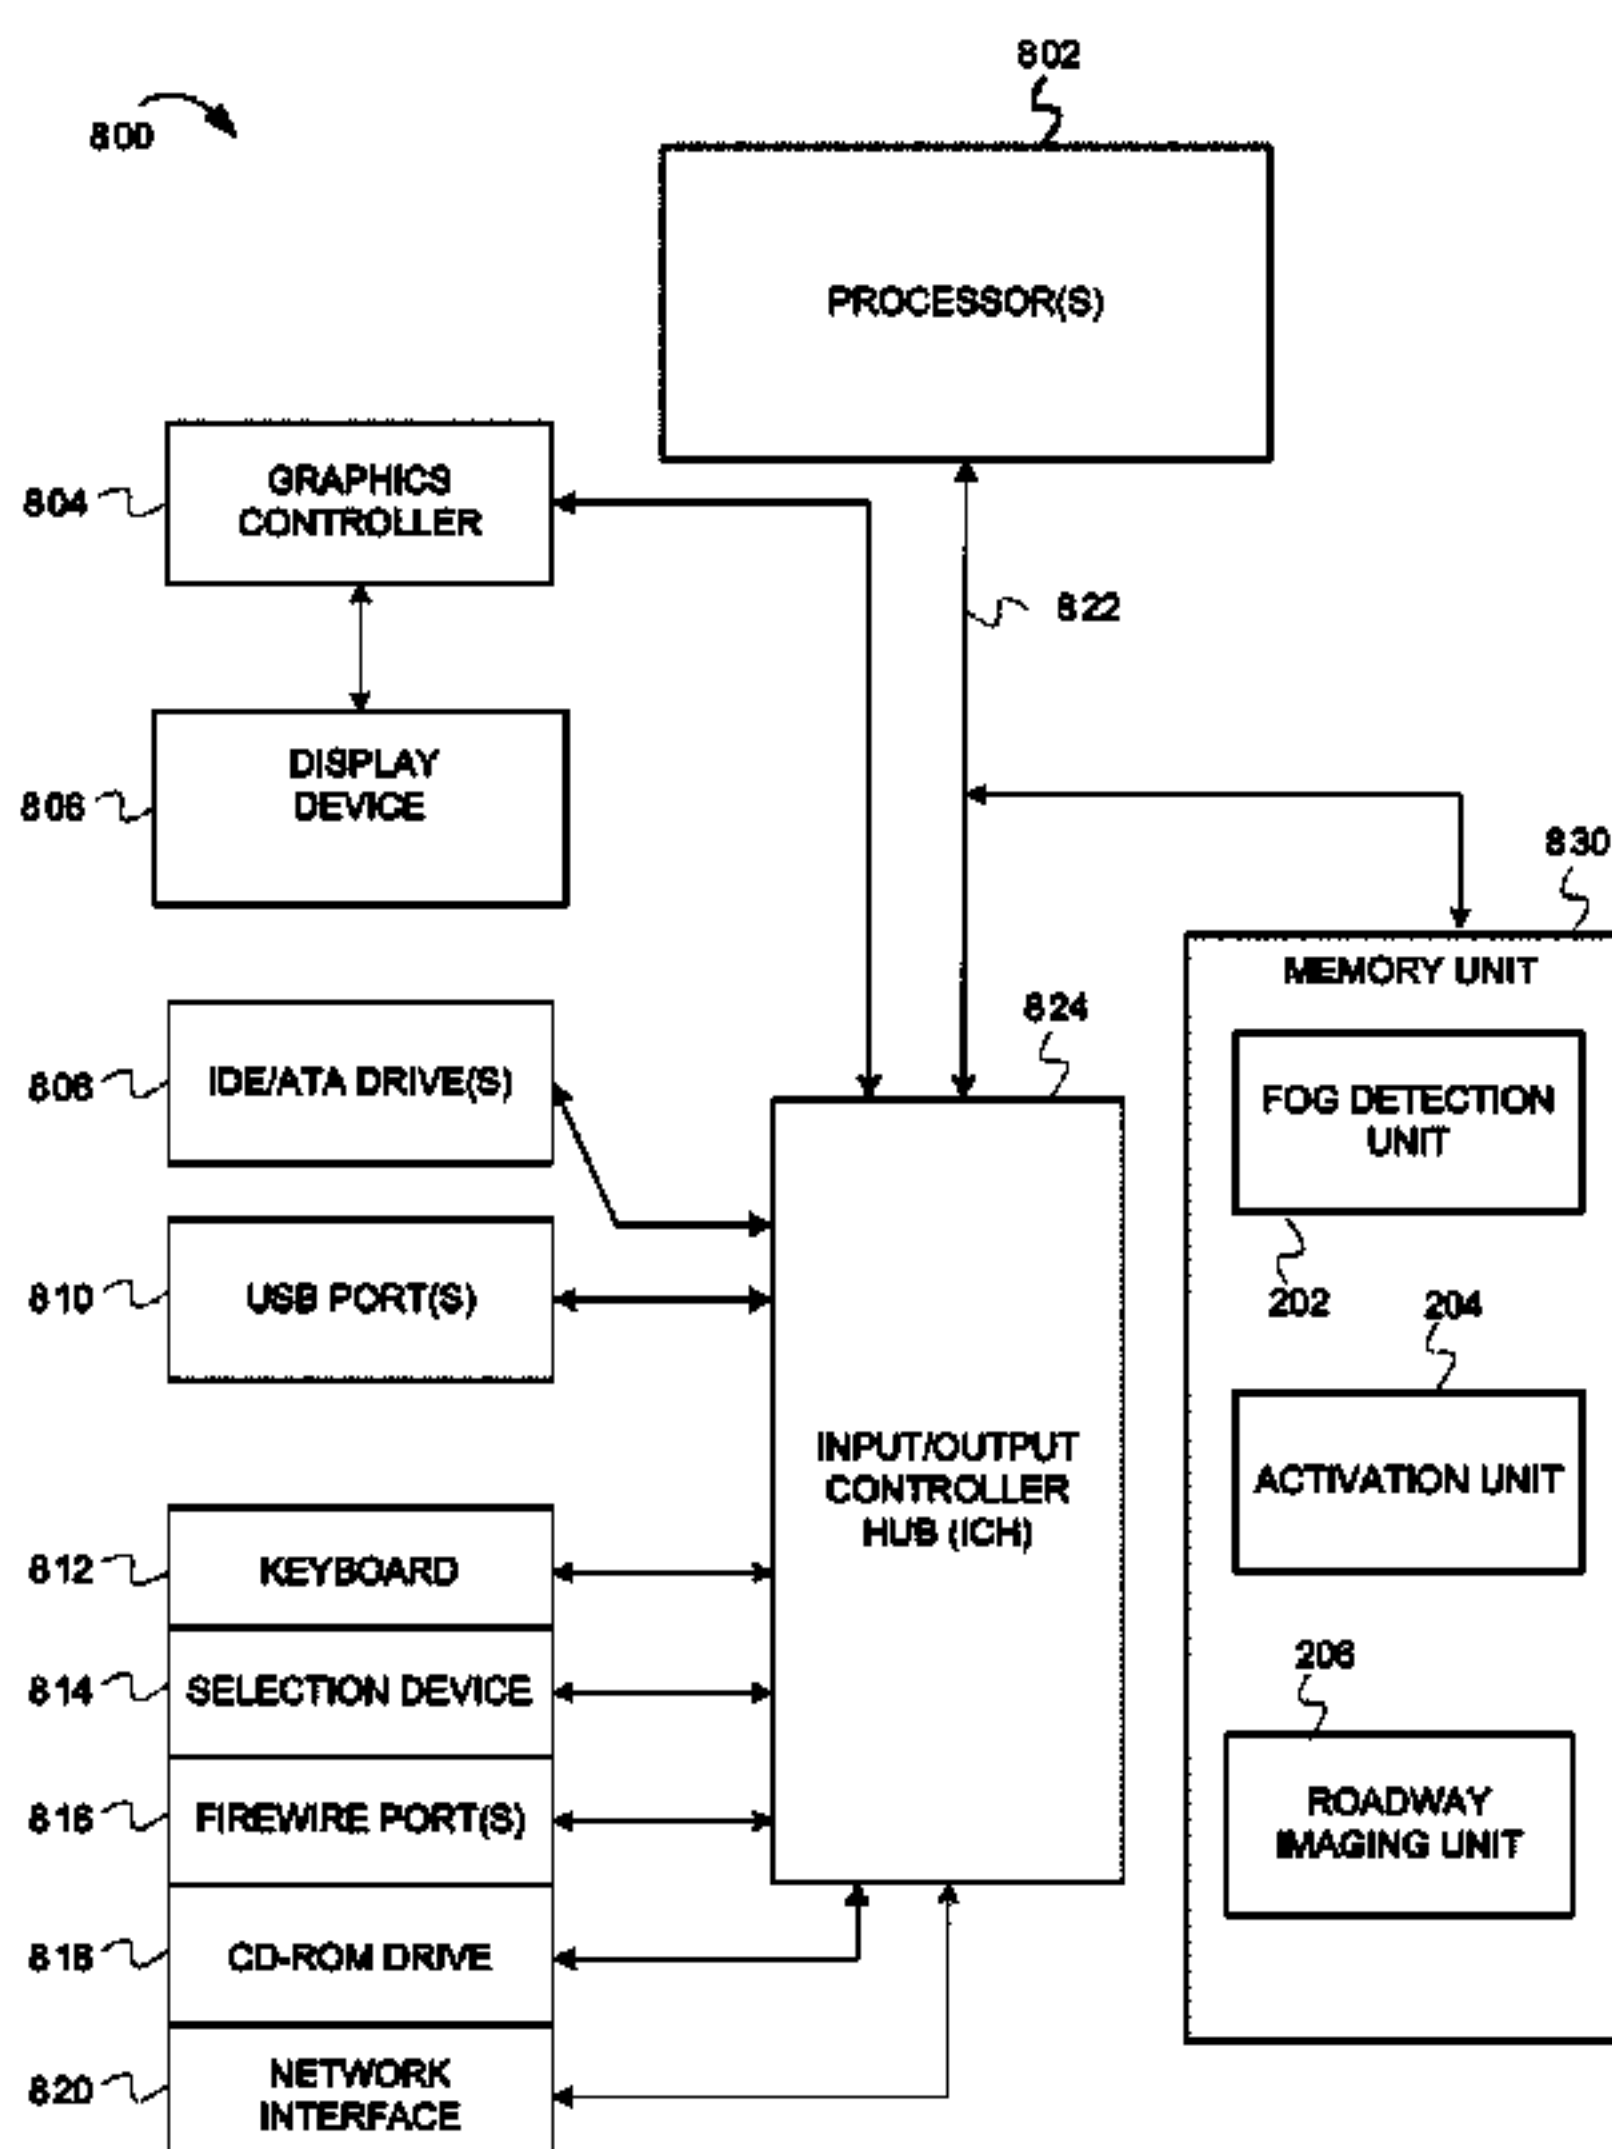 802
800
PROCESSOR(S)
804
GRAPHICS
CONTROLLER
822
806
DISPLAY
DEVICE
830
MEMORY UNIT
824
808
IDE/ATA DRIVE(S)
FOG DETECTION
UNIT
202
810
USB PORT(S)
204
INPUT/OUTPUT
CONTROLLER
HUB (ICH)
ACTIVATION UNIT
812
KEYBOARD
206
814
SELECTION DEVICE
816
FIREWIRE PORT(S)
ROADWAY
IMAGING UNIT
818
CD-ROM DRIVE
820
NETWORK
INTERFACE